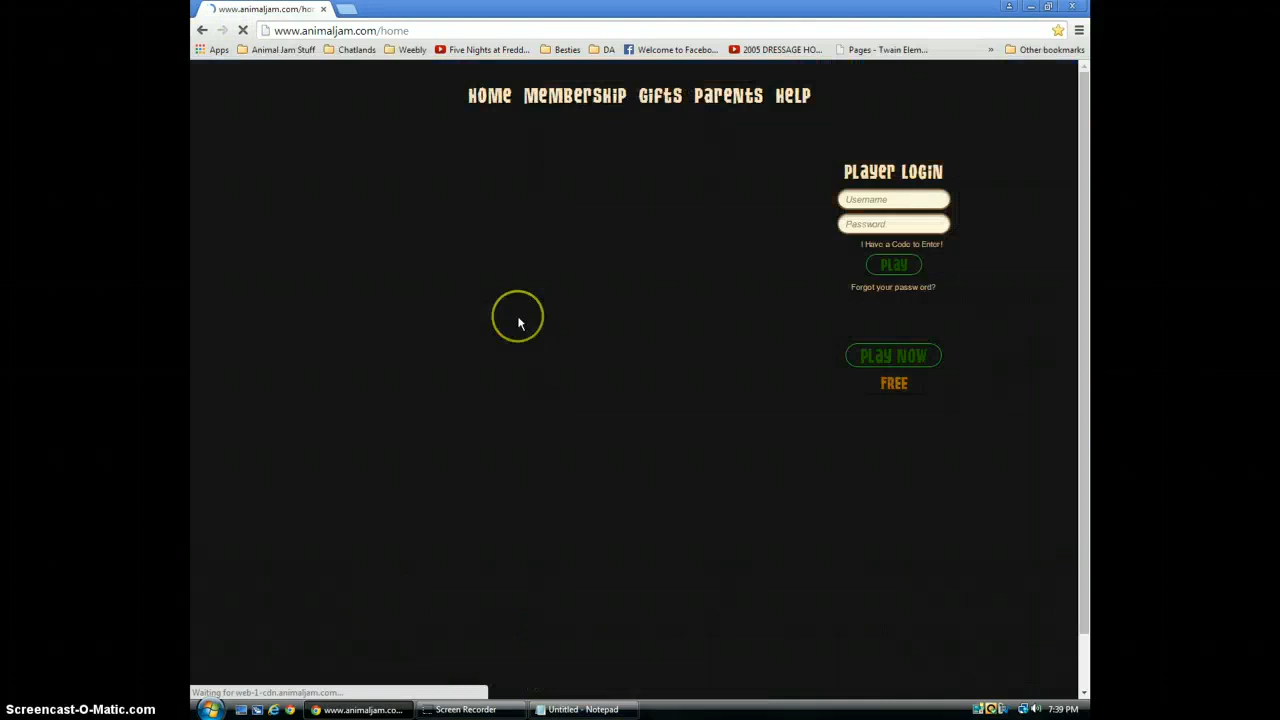 www.animaljam.com/hor
www.animaljam.com/home
Apps Animal Jam Stuff Chatlands Weebly Five Nights at Fredd... Besties DA Welcome to Facebo... 2005 DRESSAGE HO... Pages - Twain Elem... » Other bookmarks
Home Membership Gifts Parents Help
Player Login
Username
Password
I Have a Code to Enter!
Play
Forgot your password?
Play Now
FREE
Waiting for web-1-cdn.animaljam.com...
www.animaljam.co... Screen Recorder Untitled - Notepad 7:39 PM
Screencast-O-Matic.com